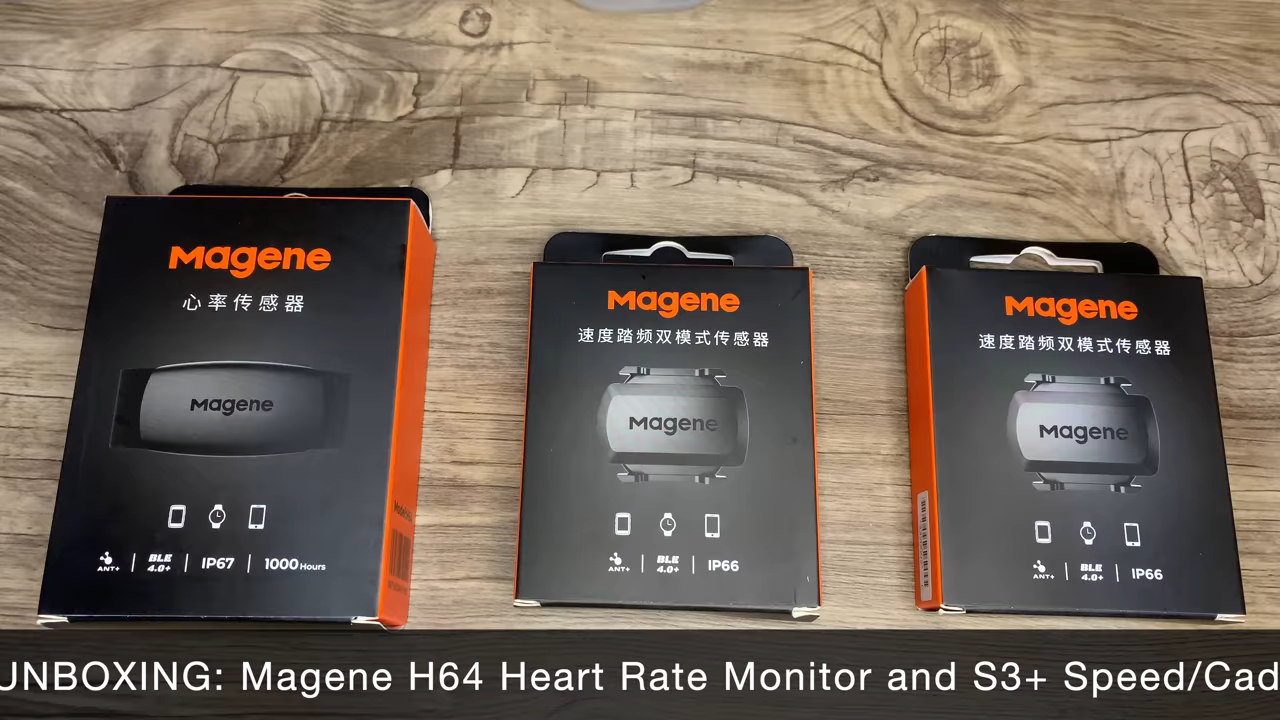 Magene
心率传感器
Magene
ANT+ | BLE 4.0+ | IP67 | 1000 Hours
Magene
速度踏频双模式传感器
Magene
ANT+ | BLE 4.0+ | IP66
Magene
速度踏频双模式传感器
Magene
ANT+ | BLE 4.0+ | IP66
UNBOXING: Magene H64 Heart Rate Monitor and S3+ Speed/Cad